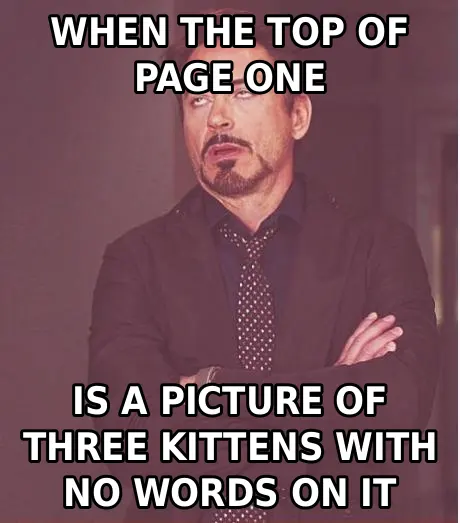 WHEN THE TOP OF
PAGE ONE
IS A PICTURE OF
THREE KITTENS WITH
NO WORDS ON IT